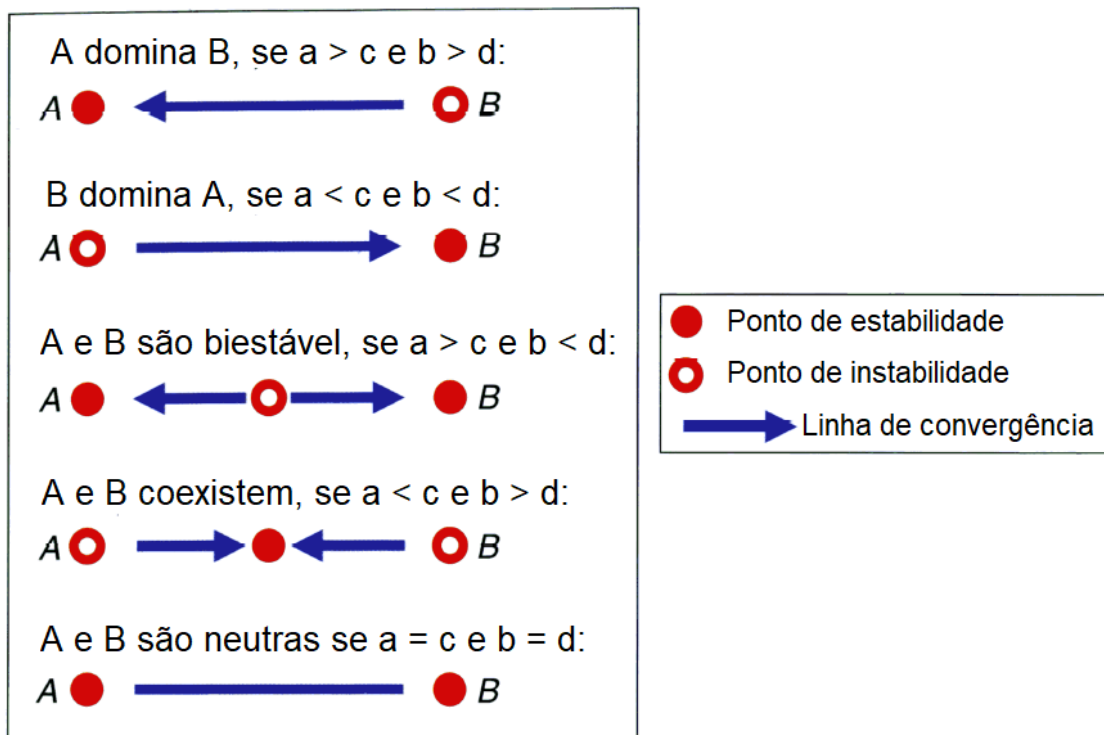 A domina B, se a > c e b > d:
A B
B domina A, se a < c e b < d:
A B
A e B são biestável, se a > c e b < d:
A B
A e B coexistem, se a < c e b > d:
A B
A e B são neutras se a = c e b = d:
A B
Ponto de estabilidade
Ponto de instabilidade
Linha de convergência